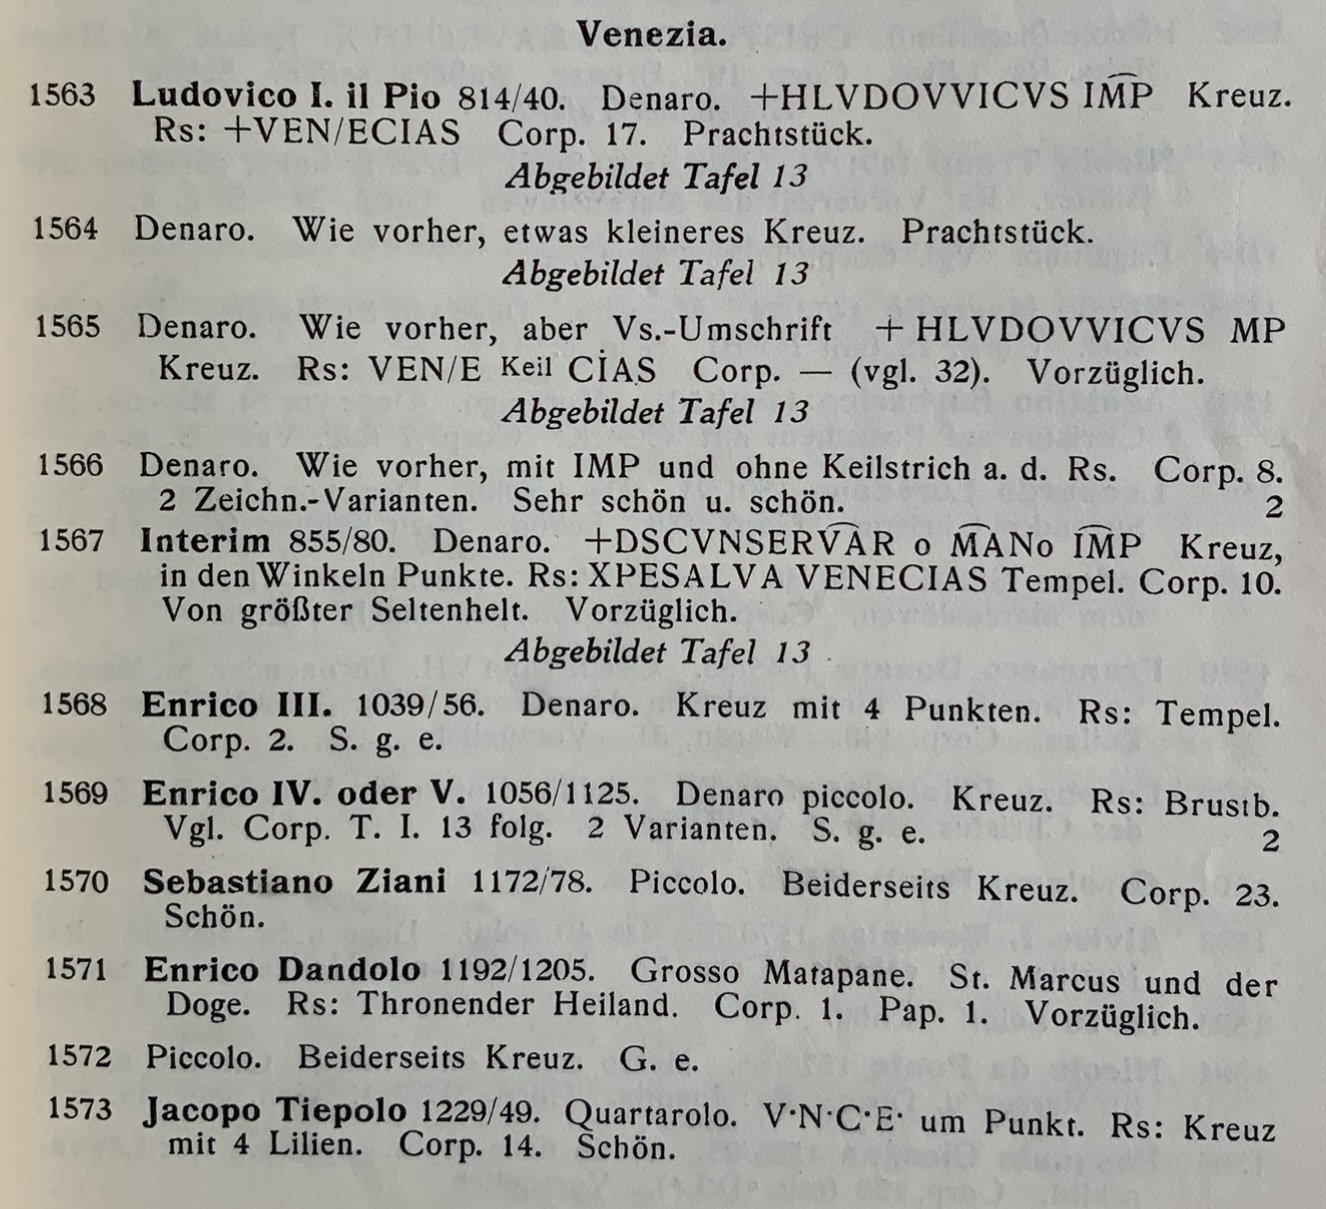 Venezia.
1563 Ludovico I. il Pio 814/40. Denaro. +HLVDOVVICVS IM͡P Kreuz.
Rs: +VEN/ECIAS Corp. 17. Prachtstück.
Abgebildet Tafel 13
1564 Denaro. Wie vorher, etwas kleineres Kreuz. Prachtstück.
Abgebildet Tafel 13
1565 Denaro. Wie vorher, aber Vs.-Umschrift + HLVDOVVICVS MP
Kreuz. Rs: VEN/E Keil CİAS Corp. — (vgl. 32). Vorzüglich.
Abgebildet Tafel 13
1566 Denaro. Wie vorher, mit IMP und ohne Keilstrich a. d. Rs. Corp. 8.
2 Zeichn.-Varianten. Sehr schön u. schön. 2
1567 Interim 855/80. Denaro. +DSCVNSERV͡AR o M͡ANo IM͡P Kreuz,
in den Winkeln Punkte. Rs: XPESALVA VENECIAS Tempel. Corp. 10.
Von größter Seltenhelt. Vorzüglich.
Abgebildet Tafel 13
1568 Enrico III. 1039/56. Denaro. Kreuz mit 4 Punkten. Rs: Tempel.
Corp. 2. S. g. e.
1569 Enrico IV. oder V. 1056/1125. Denaro piccolo. Kreuz. Rs: Brustb.
Vgl. Corp. T. I. 13 folg. 2 Varianten. S. g. e. 2
1570 Sebastiano Ziani 1172/78. Piccolo. Beiderseits Kreuz. Corp. 23.
Schön.
1571 Enrico Dandolo 1192/1205. Grosso Matapane. St. Marcus und der
Doge. Rs: Thronender Heiland. Corp. 1. Pap. 1. Vorzüglich.
1572 Piccolo. Beiderseits Kreuz. G. e.
1573 Jacopo Tiepolo 1229/49. Quartarolo. V·N·C·E· um Punkt. Rs: Kreuz
mit 4 Lilien. Corp. 14. Schön.